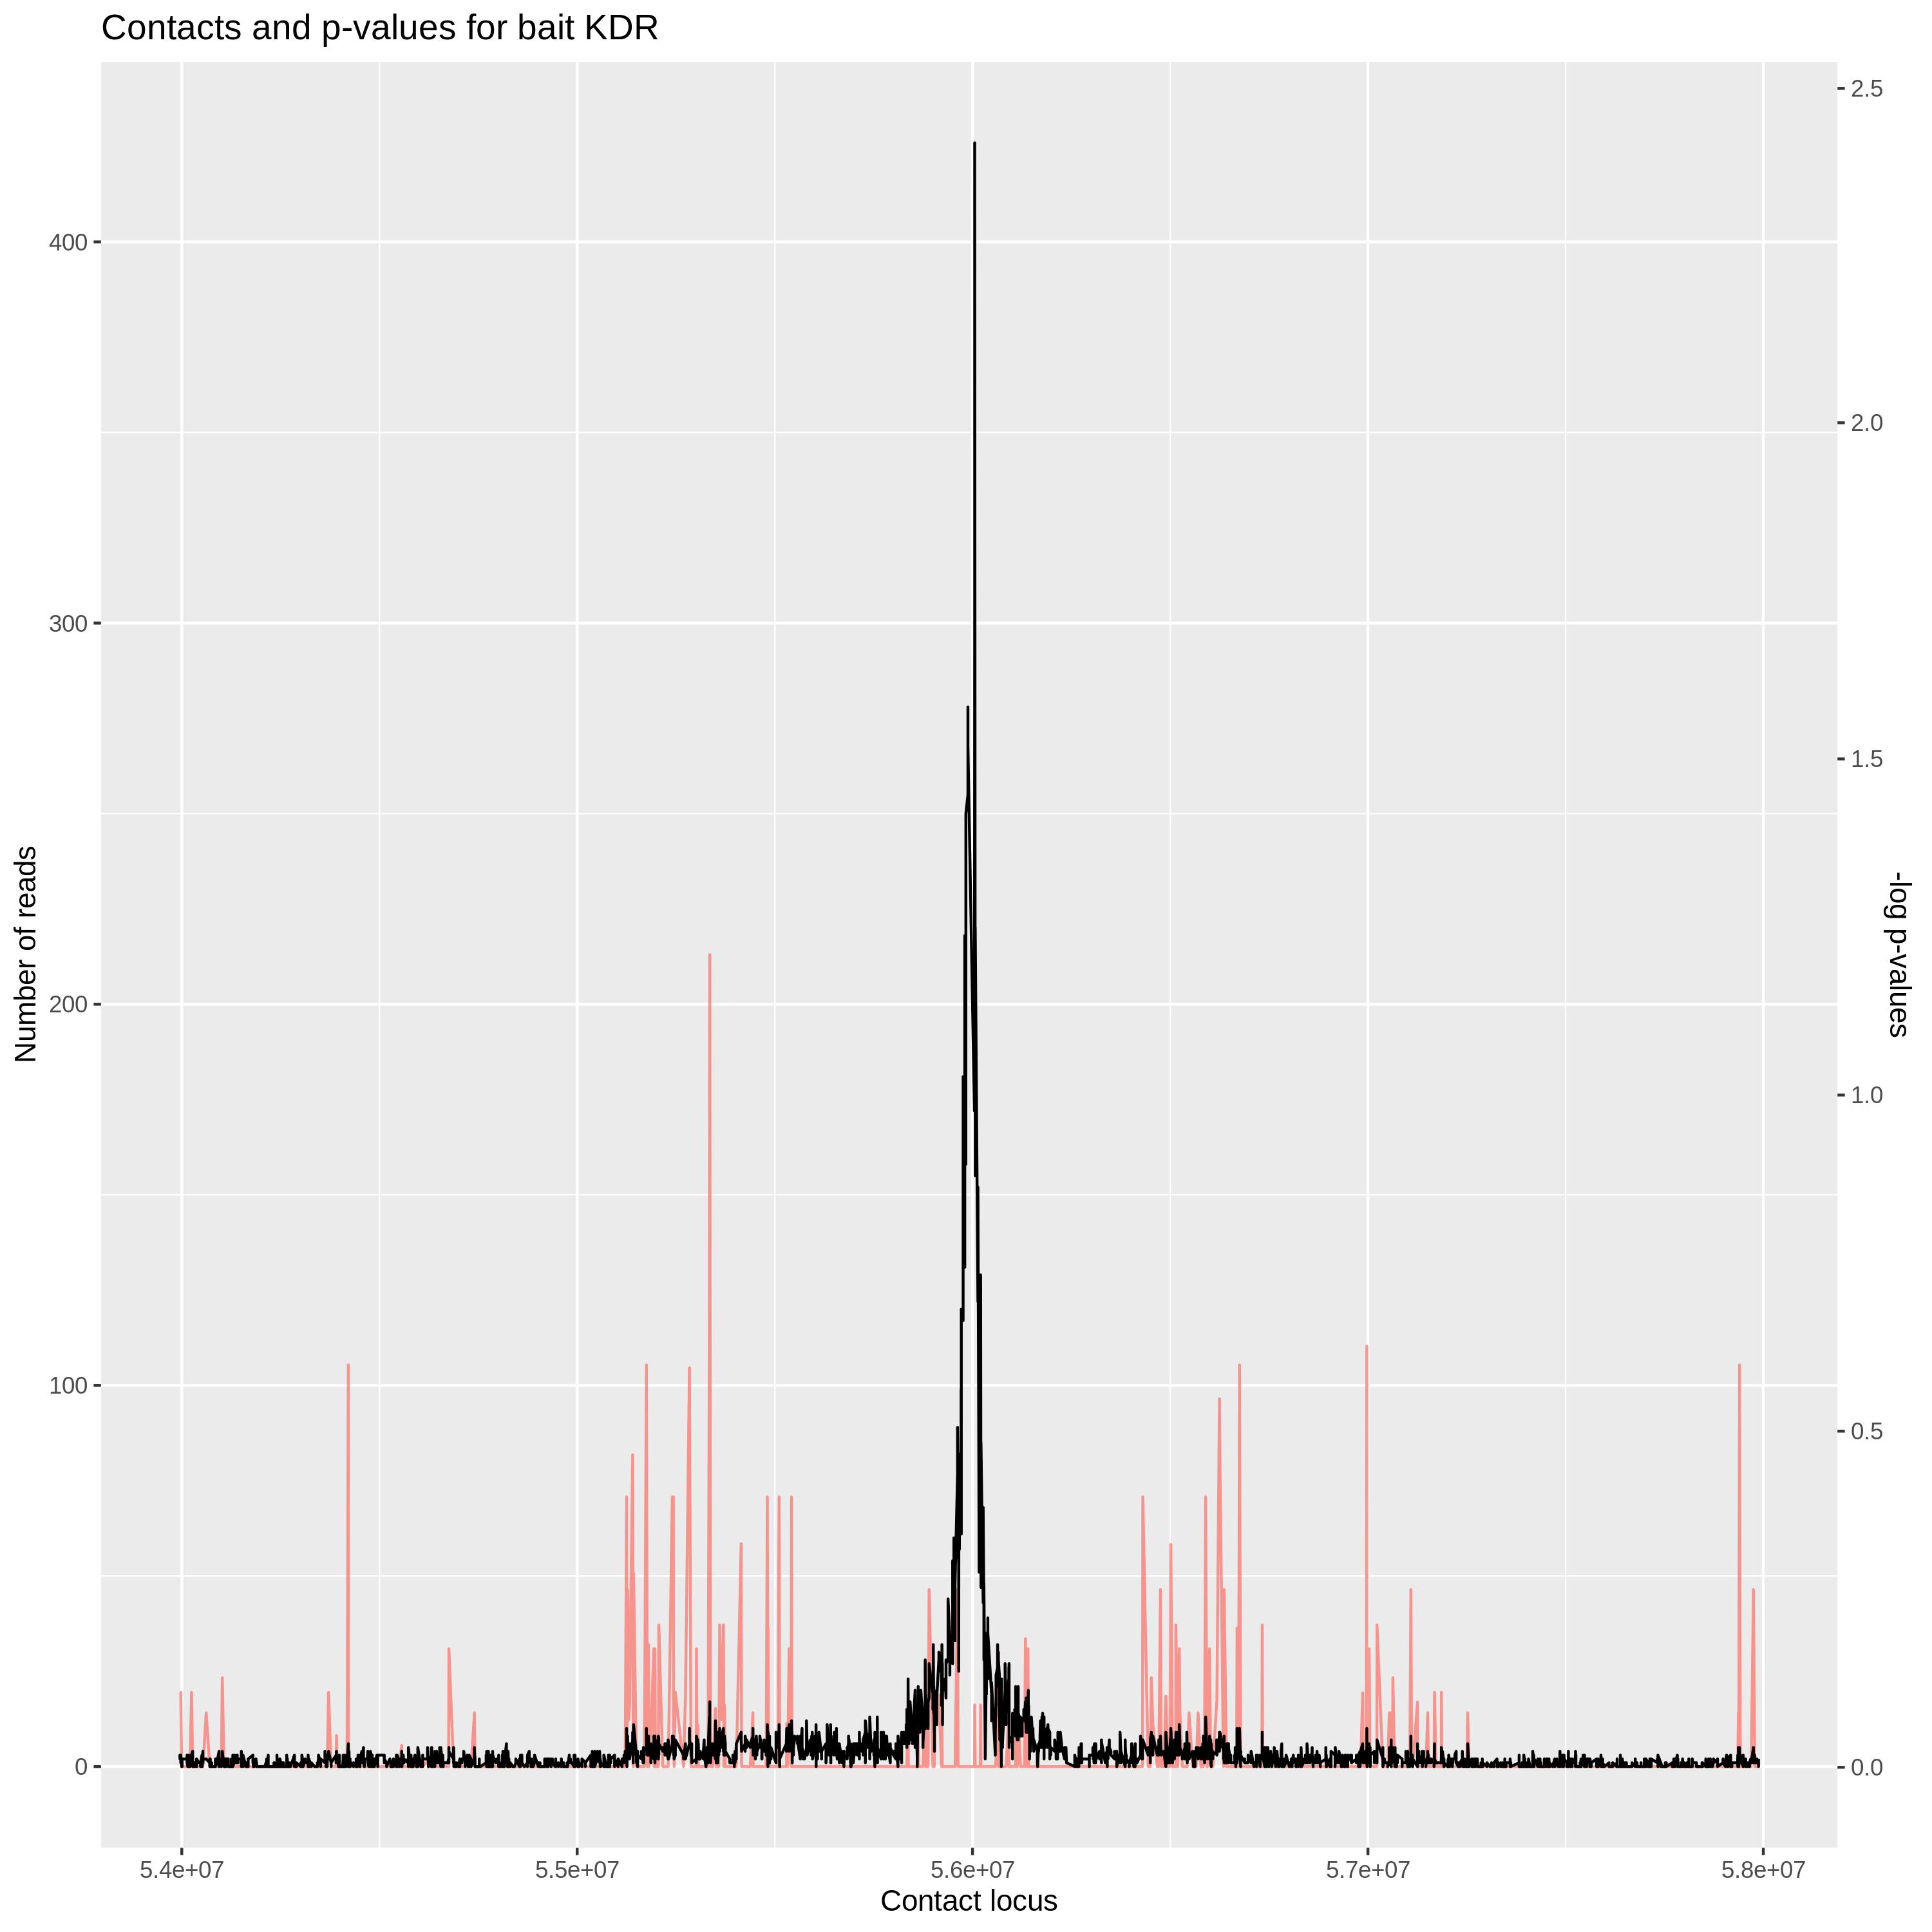 Contacts and p-values for bait KDR
Number of reads
400
300
200
100
0
2.5
2.0
1.5
1.0
0.5
0.0
-log p-values
5.4e+07
5.5e+07
5.6e+07
5.7e+07
5.8e+07
Contact locus